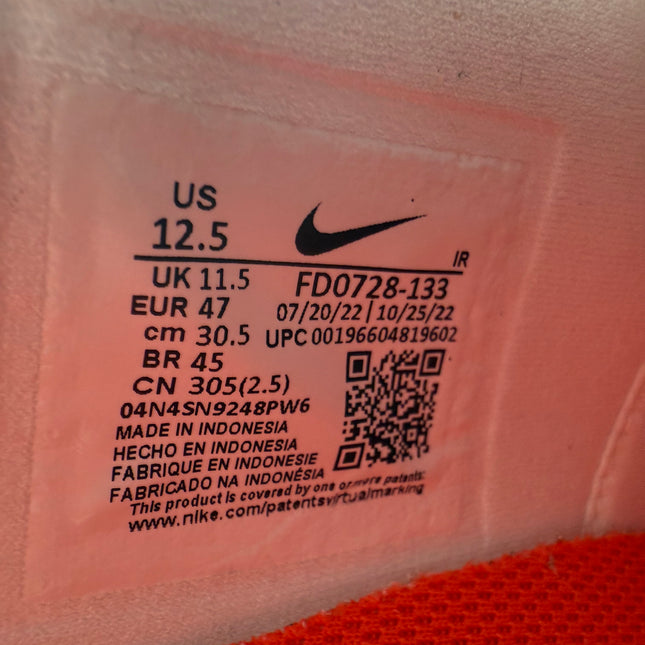 US
12.5
IR
UK 11.5
EUR 47
cm 30.5
BR 45
CN 305(2.5)
FD0728-133
07/20/22 | 10/25/22
UPC 00196604819602
04N4SN9248PW6
MADE IN INDONESIA
HECHO EN INDONESIA
FABRIQUE EN INDONESIE
FABRICADO NA INDONÉSIA
This product is covered by one or more patents:
www.nike.com/patentsvirtualmarking